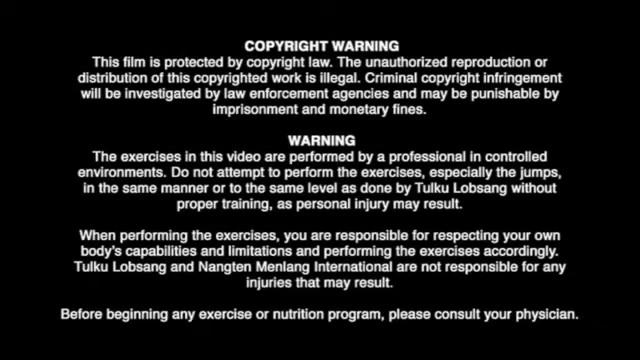 COPYRIGHT WARNING
This film is protected by copyright law. The unauthorized reproduction or
distribution of this copyrighted work is illegal. Criminal copyright infringement
will be investigated by law enforcement agencies and may be punishable by
imprisonment and monetary fines.
WARNING
The exercises in this video are performed by a professional in controlled
environments. Do not attempt to perform the exercises, especially the jumps,
in the same manner or to the same level as done by Tulku Lobsang without
proper training, as personal injury may result.
When performing the exercises, you are responsible for respecting your own
body's capabilities and limitations and performing the exercises accordingly.
Tulku Lobsang and Nangten Menlang International are not responsible for any
injuries that may result.
Before beginning any exercise or nutrition program, please consult your physician.